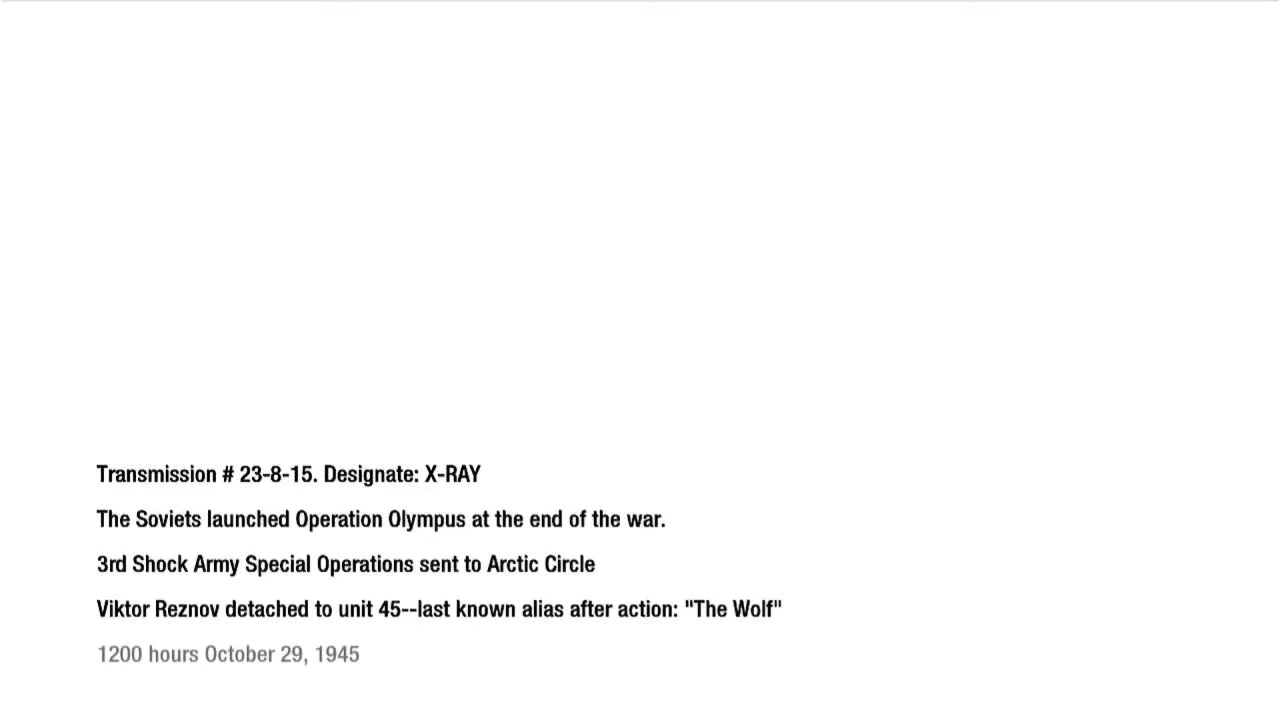 Transmission # 23-8-15. Designate: X-RAY
The Soviets launched Operation Olympus at the end of the war.
3rd Shock Army Special Operations sent to Arctic Circle
Viktor Reznov detached to unit 45--last known alias after action: "The Wolf"
1200 hours October 29, 1945